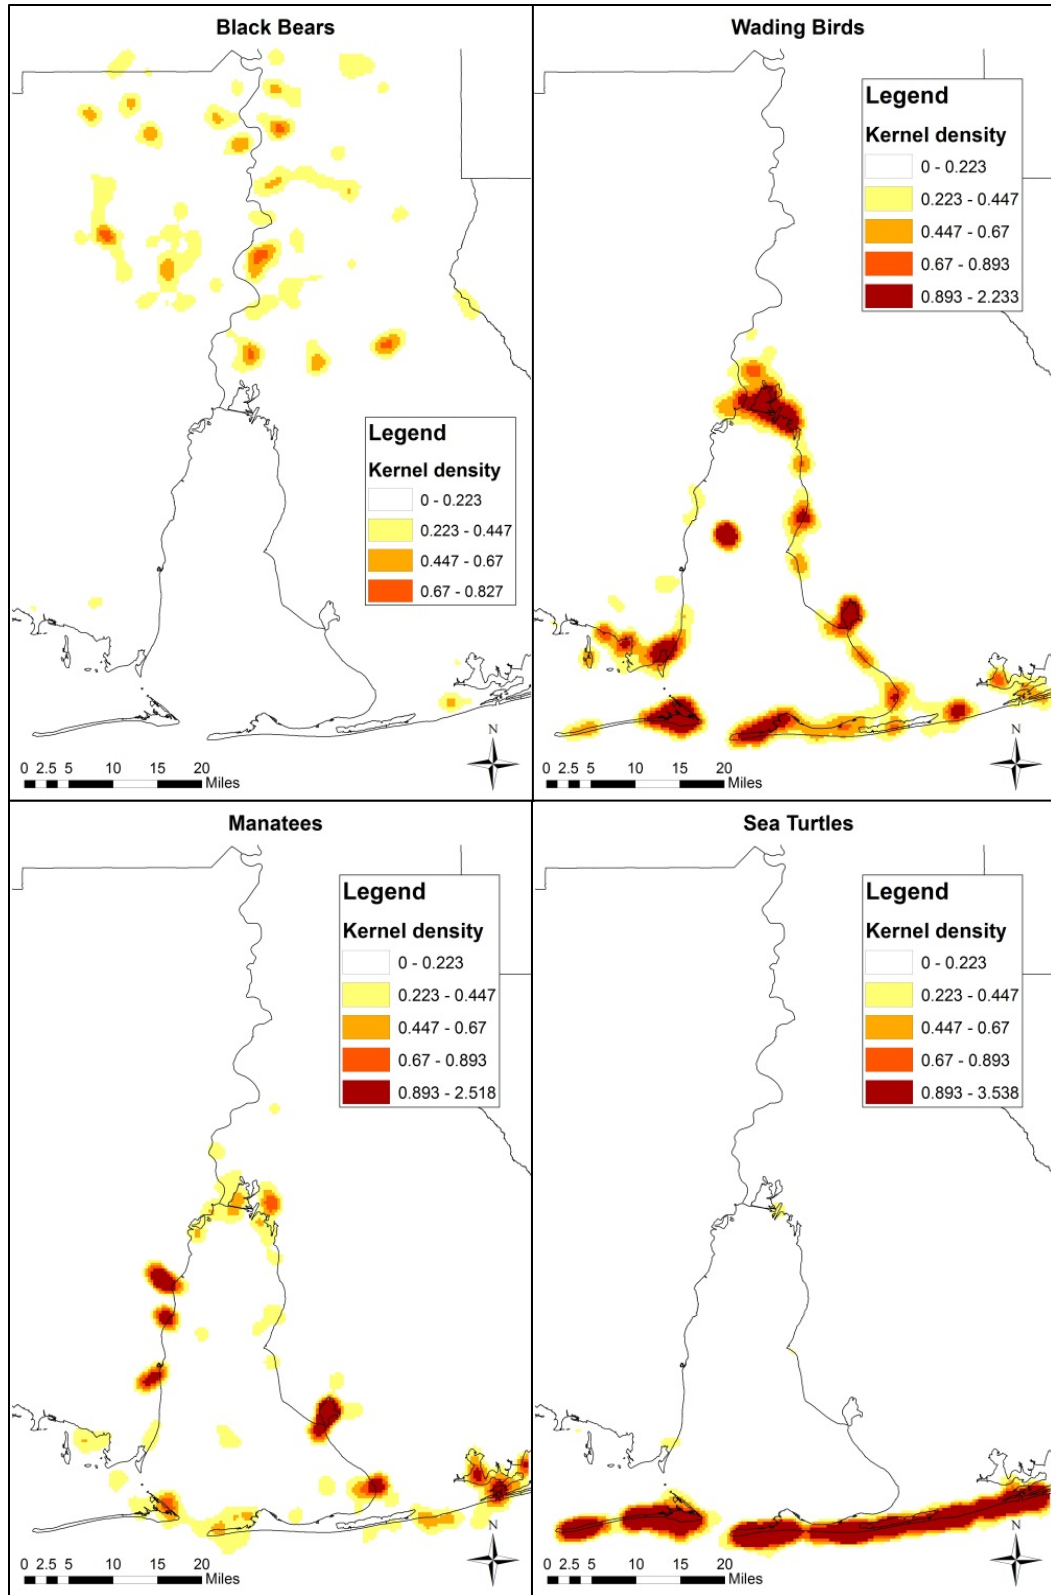 Black Bears
Legend
Kernel density
0 - 0.223
0.223 - 0.447
0.447 - 0.67
0.67 - 0.827
N
0 2.5 5 10 15 20
Miles
Wading Birds
Legend
Kernel density
0 - 0.223
0.223 - 0.447
0.447 - 0.67
0.67 - 0.893
0.893 - 2.233
N
0 2.5 5 10 15 20
Miles
Manatees
Legend
Kernel density
0 - 0.223
0.223 - 0.447
0.447 - 0.67
0.67 - 0.893
0.893 - 2.518
N
0 2.5 5 10 15 20
Miles
Sea Turtles
Legend
Kernel density
0 - 0.223
0.223 - 0.447
0.447 - 0.67
0.67 - 0.893
0.893 - 3.538
N
0 2.5 5 10 15 20
Miles